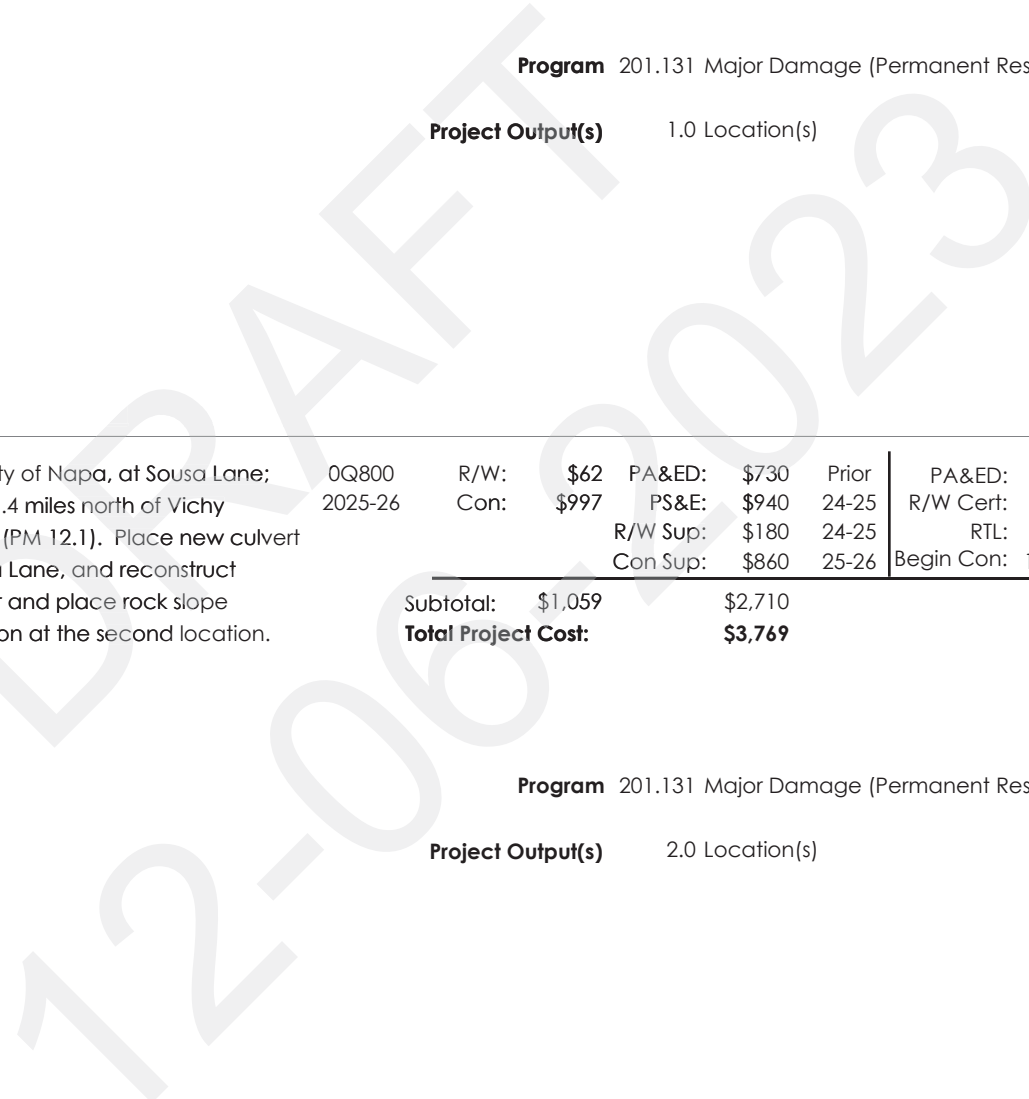 Program 201.131 Major Damage (Permanent Res
Project Output(s) 1.0 Location(s)
ty of Napa, at Sousa Lane; 0Q800 R/W: $62 PA&ED: $730 Prior PA&ED:
.4 miles north of Vichy 2025-26 Con: $997 PS&E: $940 24-25 R/W Cert:
(PM 12.1). Place new culvert R/W Sup: $180 24-25 RTL:
Lane, and reconstruct Con Sup: $860 25-26 Begin Con: 1
and place rock slope Subtotal: $1,059 $2,710
on at the second location. Total Project Cost: $3,769
Program 201.131 Major Damage (Permanent Res
Project Output(s) 2.0 Location(s)
DRAFT
12-06-2023